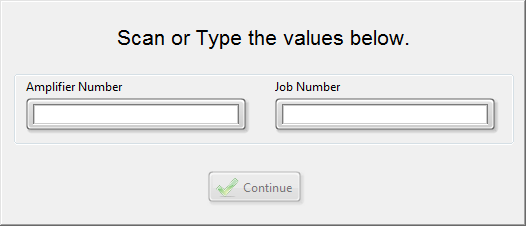 Scan or Type the values below.
Amplifier Number
Job Number
Continue